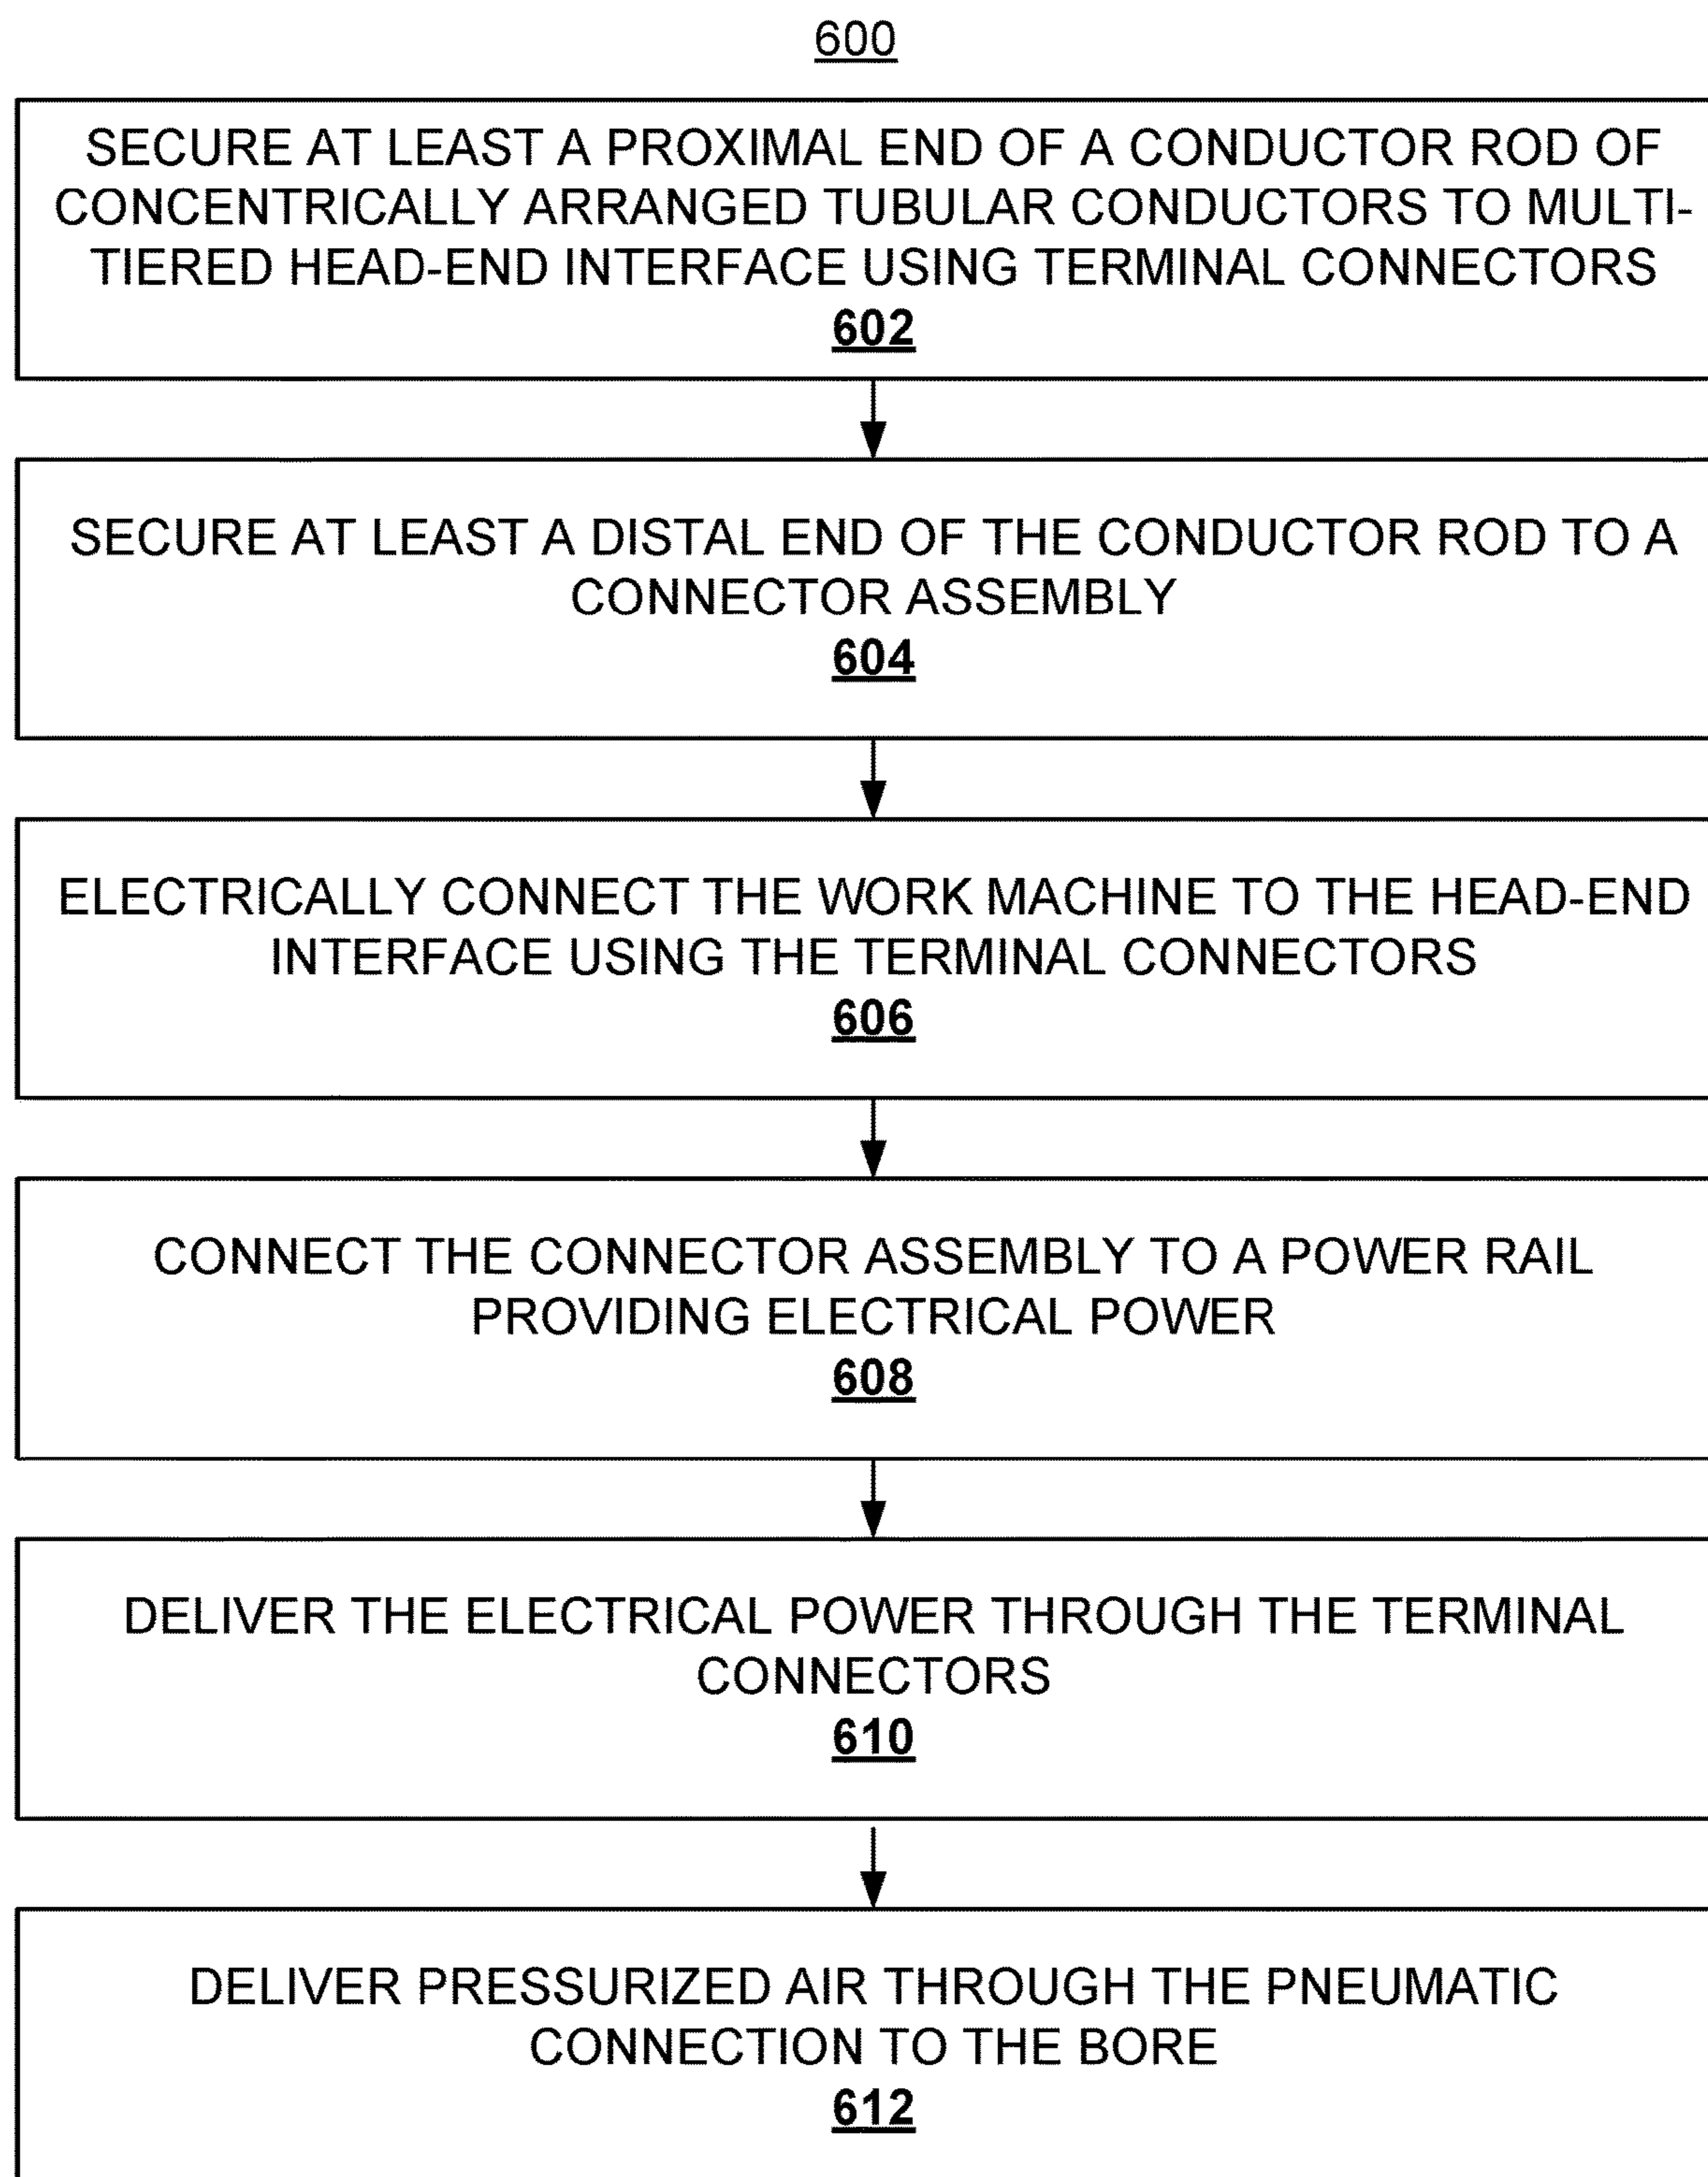 600
SECURE AT LEAST A PROXIMAL END OF A CONDUCTOR ROD OF
CONCENTRICALLY ARRANGED TUBULAR CONDUCTORS TO MULTI-
TIERED HEAD-END INTERFACE USING TERMINAL CONNECTORS
602
SECURE AT LEAST A DISTAL END OF THE CONDUCTOR ROD TO A
CONNECTOR ASSEMBLY
604
ELECTRICALLY CONNECT THE WORK MACHINE TO THE HEAD-END
INTERFACE USING THE TERMINAL CONNECTORS
606
CONNECT THE CONNECTOR ASSEMBLY TO A POWER RAIL
PROVIDING ELECTRICAL POWER
608
DELIVER THE ELECTRICAL POWER THROUGH THE TERMINAL
CONNECTORS
610
DELIVER PRESSURIZED AIR THROUGH THE PNEUMATIC
CONNECTION TO THE BORE
612